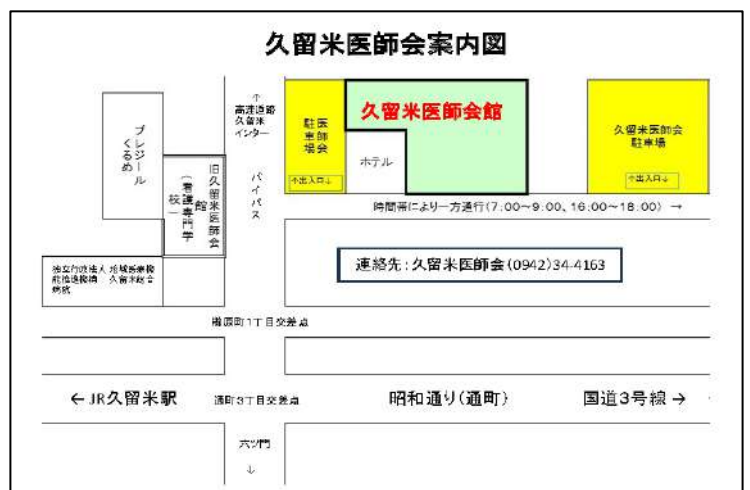 久留米医師会案内図
↑
高速道路
久留米
インター
バイパス
プレジール
くるめ
旧久留米医師会
館
(看護専門学
校)
医師会
駐車場
↑出入口↓
ホテル
久留米医師会館
久留米医師会
駐車場
↑出入口↓
時間帯により一方通行(7:00~9:00、16:00~18:00) →
独立行政法人 地域医療機
能推進機構 久留米総合
病院
連絡先:久留米医師会(0942)34-4163
櫛原町1丁目交差点
← JR久留米駅
通町3丁目交差点
昭和通り(通町)
国道3号線 →
六ツ門
↓